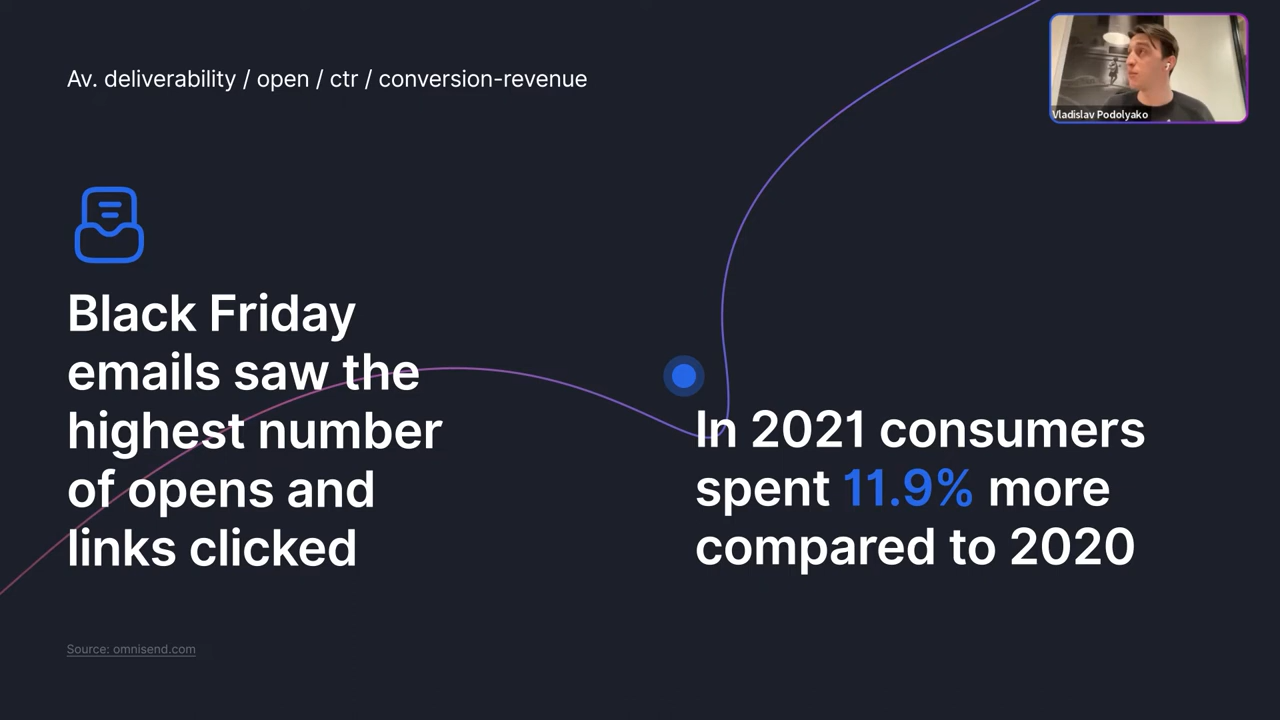 Av. deliverability / open / ctr / conversion-revenue
Vladislav Podolyako
Black Friday
emails saw the
highest number
of opens and
links clicked
In 2021 consumers
spent 11.9% more
compared to 2020
Source: omnisend.com